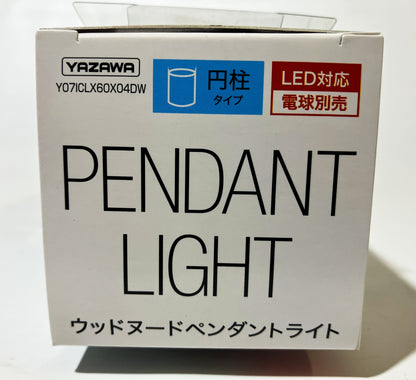 YAZAWA
Y07ICLX60X04DW
円柱
タイプ
LED対応
電球別売
PENDANT
LIGHT
ウッドヌードペンダントライト